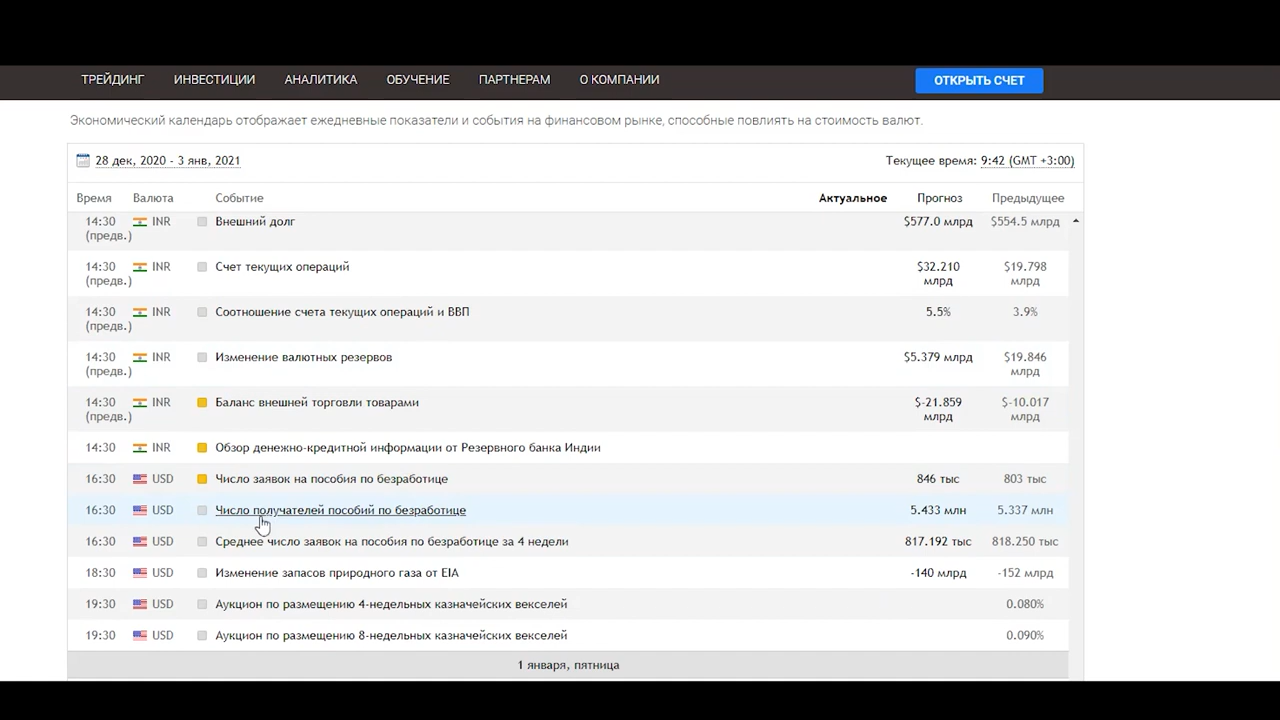 ТРЕЙДИНГ ИНВЕСТИЦИИ АНАЛИТИКА ОБУЧЕНИЕ ПАРТНЕРАМ О КОМПАНИИ ОТКРЫТЬ СЧЕТ
Экономический календарь отображает ежедневные показатели и события на финансовом рынке, способные повлиять на стоимость валют.
28 дек, 2020 - 3 янв, 2021 Текущее время: 9:42 (GMT +3:00)
Время Валюта Событие Актуальное Прогноз Предыдущее
14:30 INR Внешний долг $577.0 млрд $554.5 млрд
(предв.)
14:30 INR Счет текущих операций $32.210 $19.798
(предв.) млрд млрд
14:30 INR Соотношение счета текущих операций и ВВП 5.5% 3.9%
(предв.)
14:30 INR Изменение валютных резервов $5.379 млрд $19.846
(предв.) млрд
14:30 INR Баланс внешней торговли товарами $-21.859 $-10.017
(предв.) млрд млрд
14:30 INR Обзор денежно-кредитной информации от Резервного банка Индии
16:30 USD Число заявок на пособия по безработице 846 тыс 803 тыс
16:30 USD Число получателей пособий по безработице 5.433 млн 5.337 млн
16:30 USD Среднее число заявок на пособия по безработице за 4 недели 817.192 тыс 818.250 тыс
18:30 USD Изменение запасов природного газа от EIA -140 млрд -152 млрд
19:30 USD Аукцион по размещению 4-недельных казначейских векселей 0.080%
19:30 USD Аукцион по размещению 8-недельных казначейских векселей 0.090%
1 января, пятница